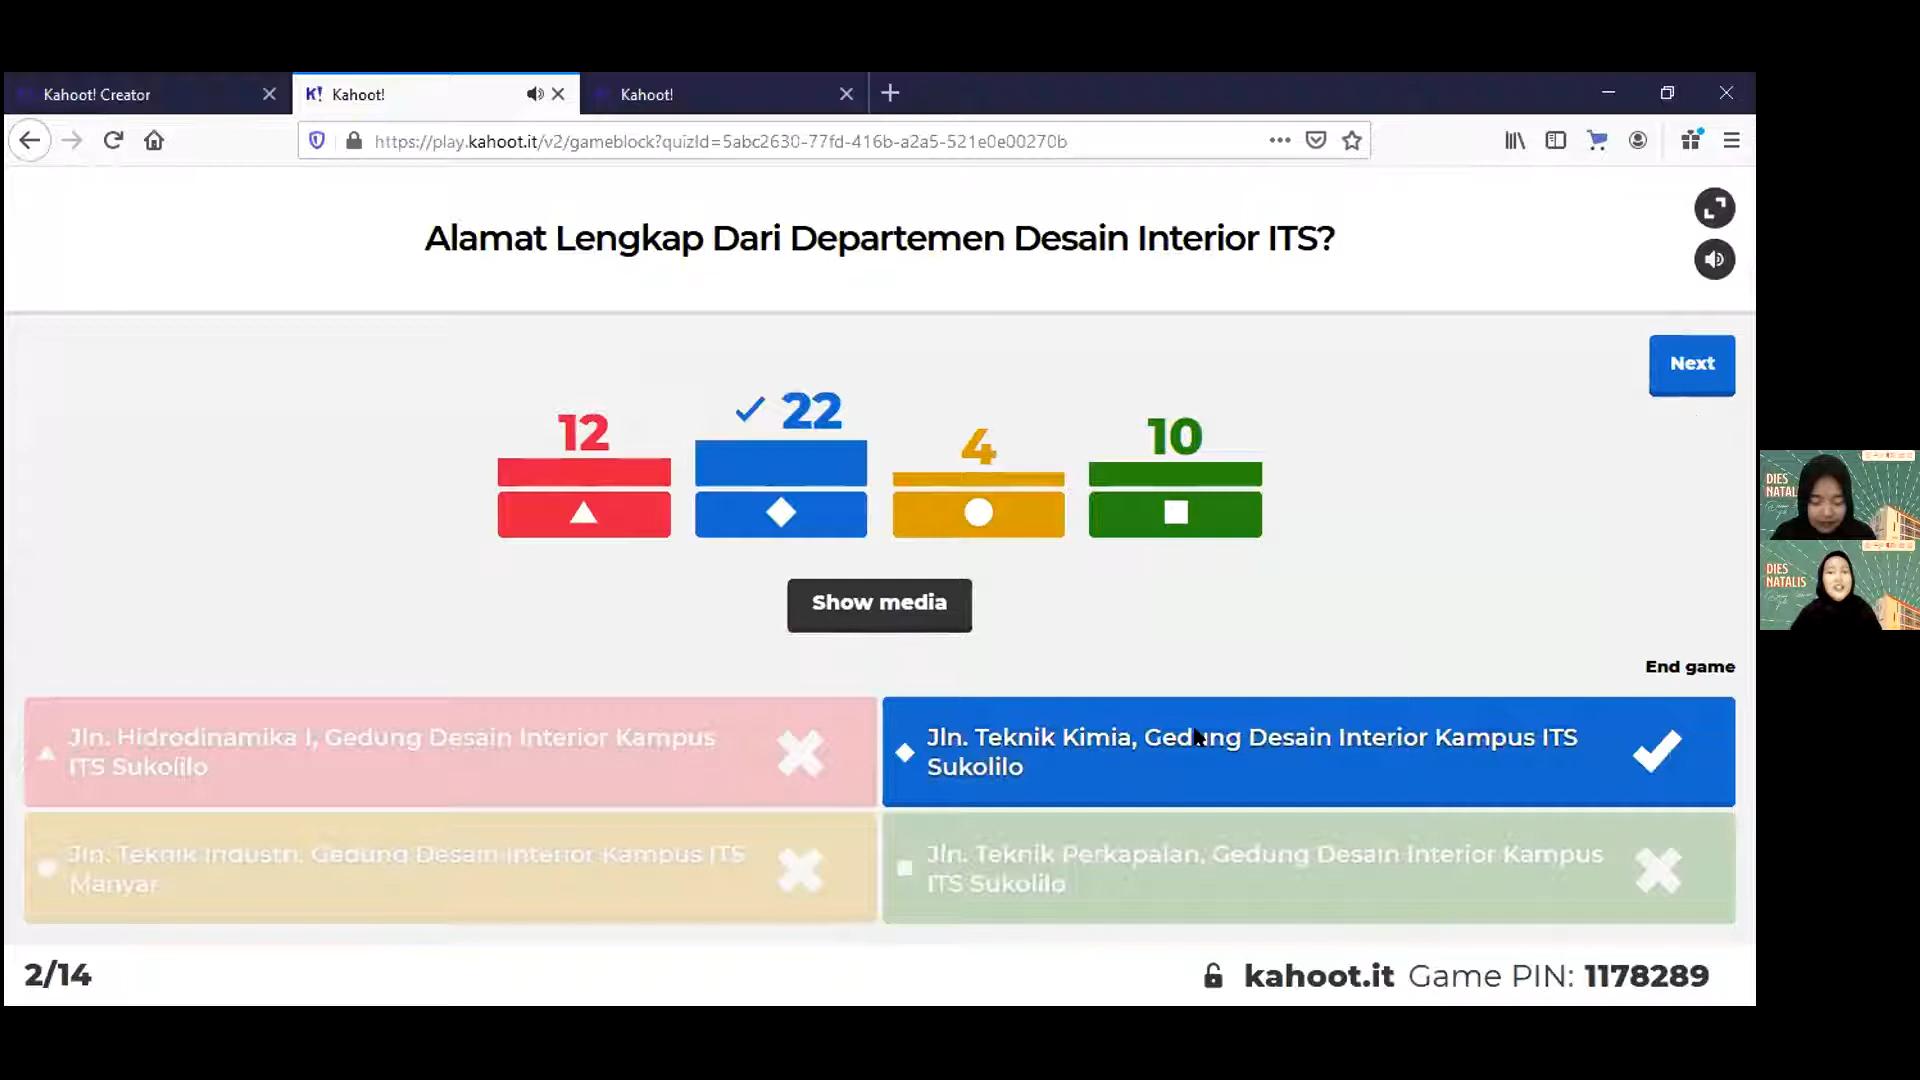 Kahoot! Creator
K! Kahoot!
Kahoot!
https://play.kahoot.it/v2/gameblock?quizId=5abc2630-77fd-416b-a2a5-521e0e00270b
Alamat Lengkap Dari Departemen Desain Interior ITS?
Next
12
22
4
10
Show media
End game
Jln. Hidrodinamika I, Gedung Desain Interior Kampus
ITS Sukolilo
Jln. Teknik Kimia, Gedung Desain Interior Kampus ITS
Sukolilo
Jln. Teknik Industri, Gedung Desain Interior Kampus ITS
Manyar
Jln. Teknik Perkapalan, Gedung Desain Interior Kampus
ITS Sukolilo
2/14
kahoot.it Game PIN: 1178289
DIES
DIES
NATALIS